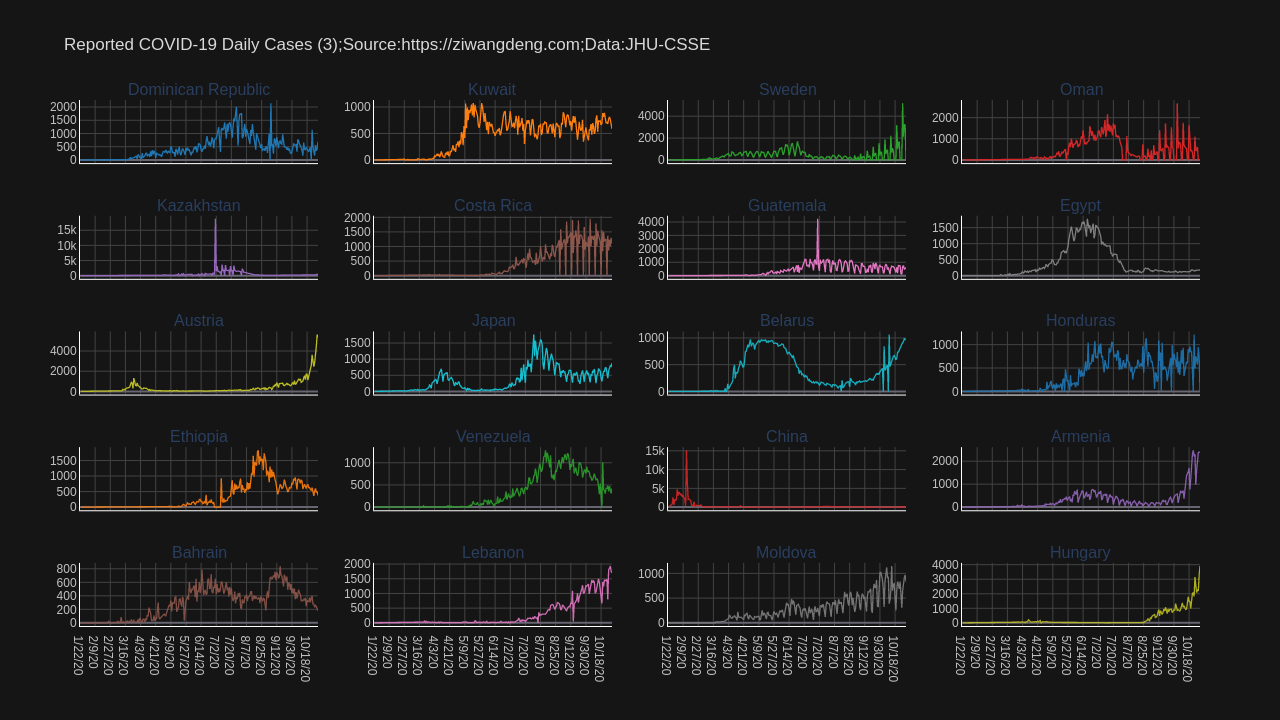 Reported COVID-19 Daily Cases (3);Source:https://ziwangdeng.com;Data:JHU-CSSE
Dominican Republic
2000
1500
1000
500
0
Kuwait
1000
500
0
Sweden
4000
2000
0
Oman
2000
1000
0
Kazakhstan
15k
10k
5k
0
Costa Rica
2000
1500
1000
500
0
Guatemala
4000
3000
2000
1000
0
Egypt
1500
1000
500
0
Austria
4000
2000
0
Japan
1500
1000
500
0
Belarus
1000
500
0
Honduras
1000
500
0
Ethiopia
1500
1000
500
0
Venezuela
1000
500
0
China
15k
10k
5k
0
Armenia
2000
1000
0
Bahrain
800
600
400
200
0
Lebanon
2000
1500
1000
500
0
Moldova
1000
500
0
Hungary
4000
3000
2000
1000
0
1/22/20 2/9/20 3/16/20 4/3/20 4/21/20 5/9/20 5/27/20 6/14/20 7/2/20 7/20/20 8/7/20 8/25/20 9/12/20 9/30/20 10/18/20
1/22/20 2/9/20 2/27/20 3/16/20 4/3/20 4/21/20 5/9/20 5/27/20 6/14/20 7/2/20 7/20/20 8/7/20 8/25/20 9/12/20 9/30/20 10/18/20
1/22/20 2/9/20 2/27/20 3/16/20 4/3/20 4/21/20 5/9/20 5/27/20 6/14/20 7/2/20 7/20/20 8/7/20 8/25/20 9/12/20 9/30/20 10/18/20
1/22/20 2/9/20 2/27/20 3/16/20 4/3/20 4/21/20 5/9/20 5/27/20 6/14/20 7/2/20 7/20/20 8/7/20 8/25/20 9/12/20 9/30/20 10/18/20